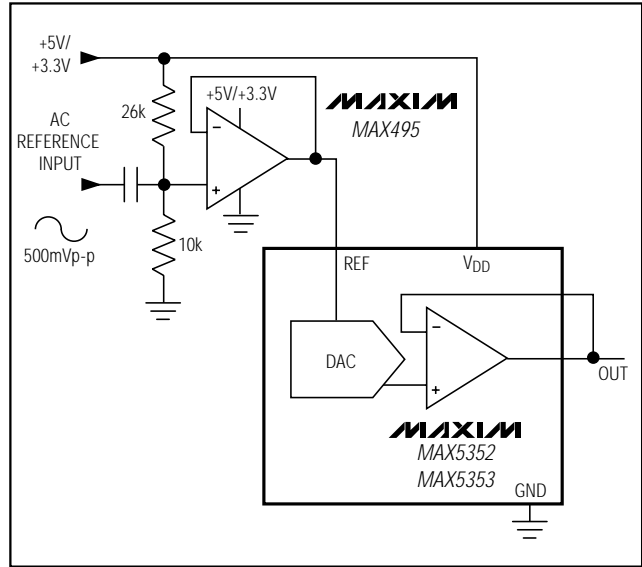 +5V/
+3.3V
AC
REFERENCE
INPUT
500mVp-p
26k
10k
+5V/+3.3V
−
+
MAXIM
MAX495
REF
VDD
DAC
−
+
OUT
MAXIM
MAX5352
MAX5353
GND